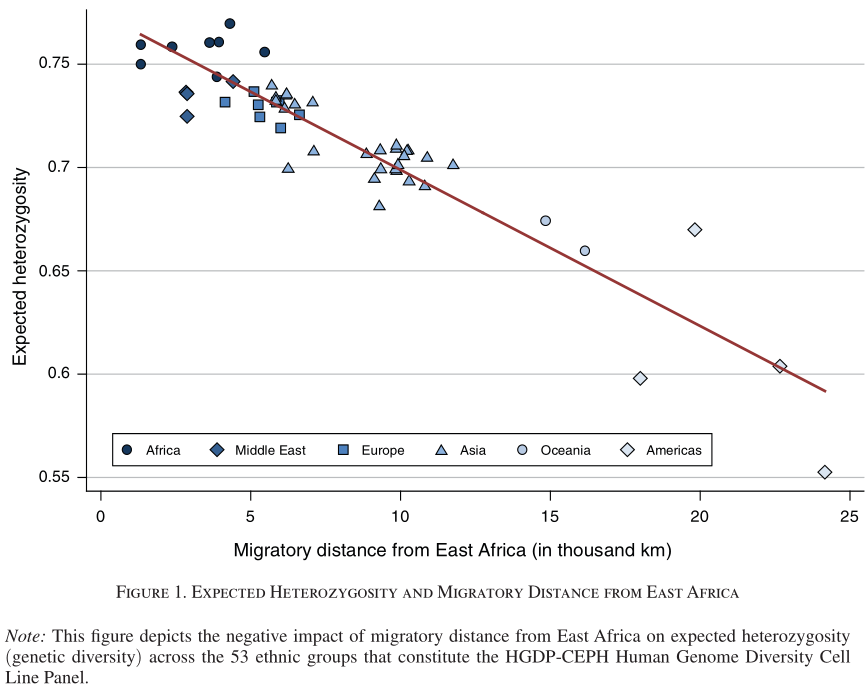 0.75
0.7
0.65
0.6
0.55
Expected heterozygosity
Africa Middle East Europe Asia Oceania Americas
0 5 10 15 20 25
Migratory distance from East Africa (in thousand km)
Figure 1. Expected Heterozygosity and Migratory Distance from East Africa
Note: This figure depicts the negative impact of migratory distance from East Africa on expected heterozygosity
(genetic diversity) across the 53 ethnic groups that constitute the HGDP-CEPH Human Genome Diversity Cell
Line Panel.